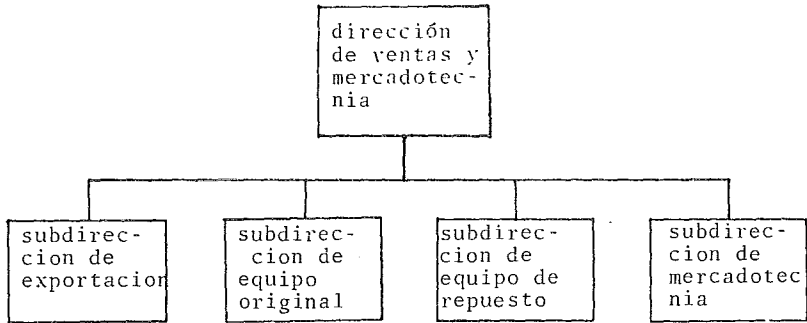 dirección
de ventas y
mercadotec-
nia
subdirec-
cion de
exportacion
subdirec-
cion de
equipo
original
subdirec-
cion de
equipo de
repuesto
subdirec-
cion de
mercadotec
nia